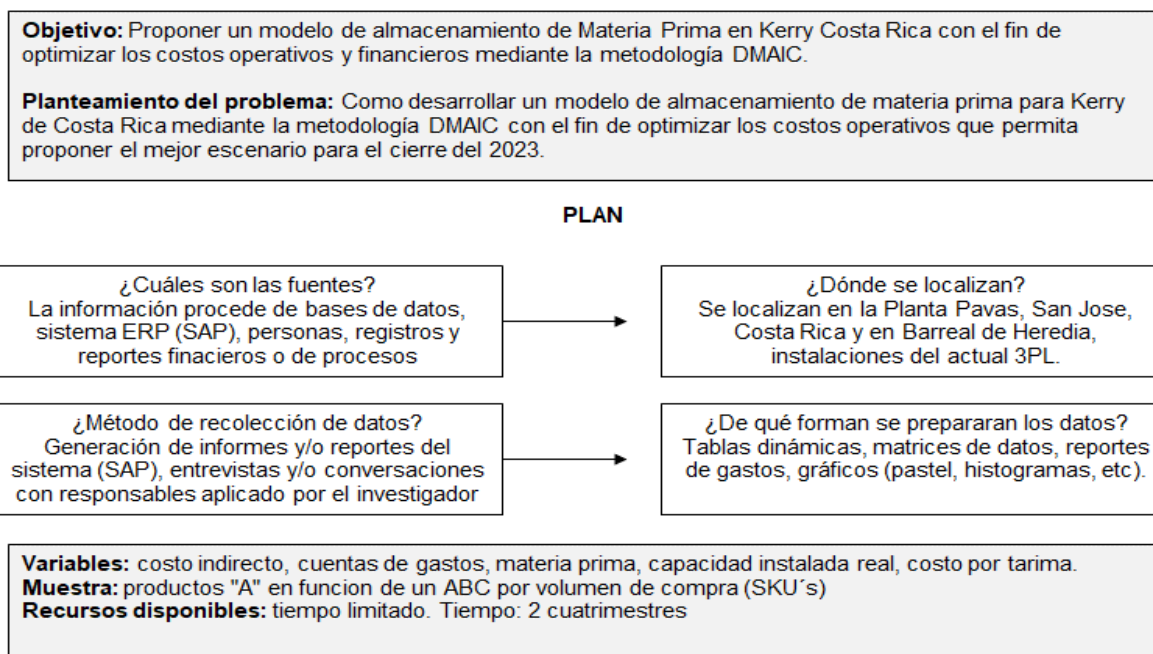 Objetivo: Proponer un modelo de almacenamiento de Materia Prima en Kerry Costa Rica con el fin de
optimizar los costos operativos y financieros mediante la metodología DMAIC.
Planteamiento del problema: Como desarrollar un modelo de almacenamiento de materia prima para Kerry
de Costa Rica mediante la metodología DMAIC con el fin de optimizar los costos operativos que permita
proponer el mejor escenario para el cierre del 2023.
PLAN
¿Cuáles son las fuentes?
La información procede de bases de datos,
sistema ERP (SAP), personas, registros y
reportes finacieros o de procesos
¿Dónde se localizan?
Se localizan en la Planta Pavas, San Jose,
Costa Rica y en Barreal de Heredia,
instalaciones del actual 3PL.
¿Método de recolección de datos?
Generación de informes y/o reportes del
sistema (SAP), entrevistas y/o conversaciones
con responsables aplicado por el investigador
¿De qué forman se prepararan los datos?
Tablas dinámicas, matrices de datos, reportes
de gastos, gráficos (pastel, histogramas, etc).
Variables: costo indirecto, cuentas de gastos, materia prima, capacidad instalada real, costo por tarima.
Muestra: productos "A" en funcion de un ABC por volumen de compra (SKU´s)
Recursos disponibles: tiempo limitado. Tiempo: 2 cuatrimestres